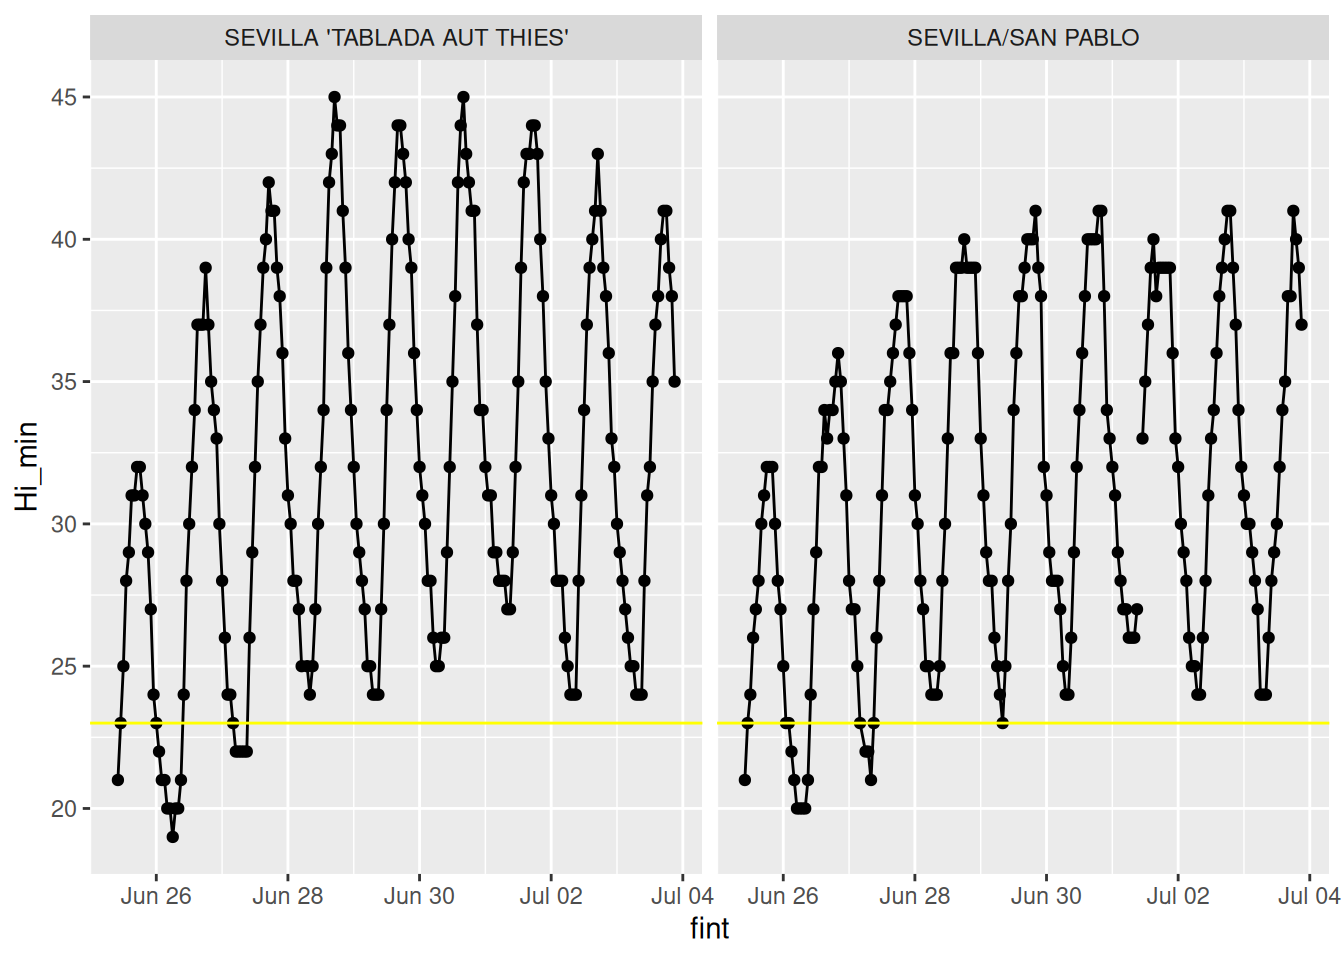 SEVILLA 'TABLADA AUT THIES'
SEVILLA/SAN PABLO
Hi_min
45
40
35
30
25
20
Jun 26
Jun 28
Jun 30
Jul 02
Jul 04
Jun 26
Jun 28
Jun 30
Jul 02
Jul 04
fint